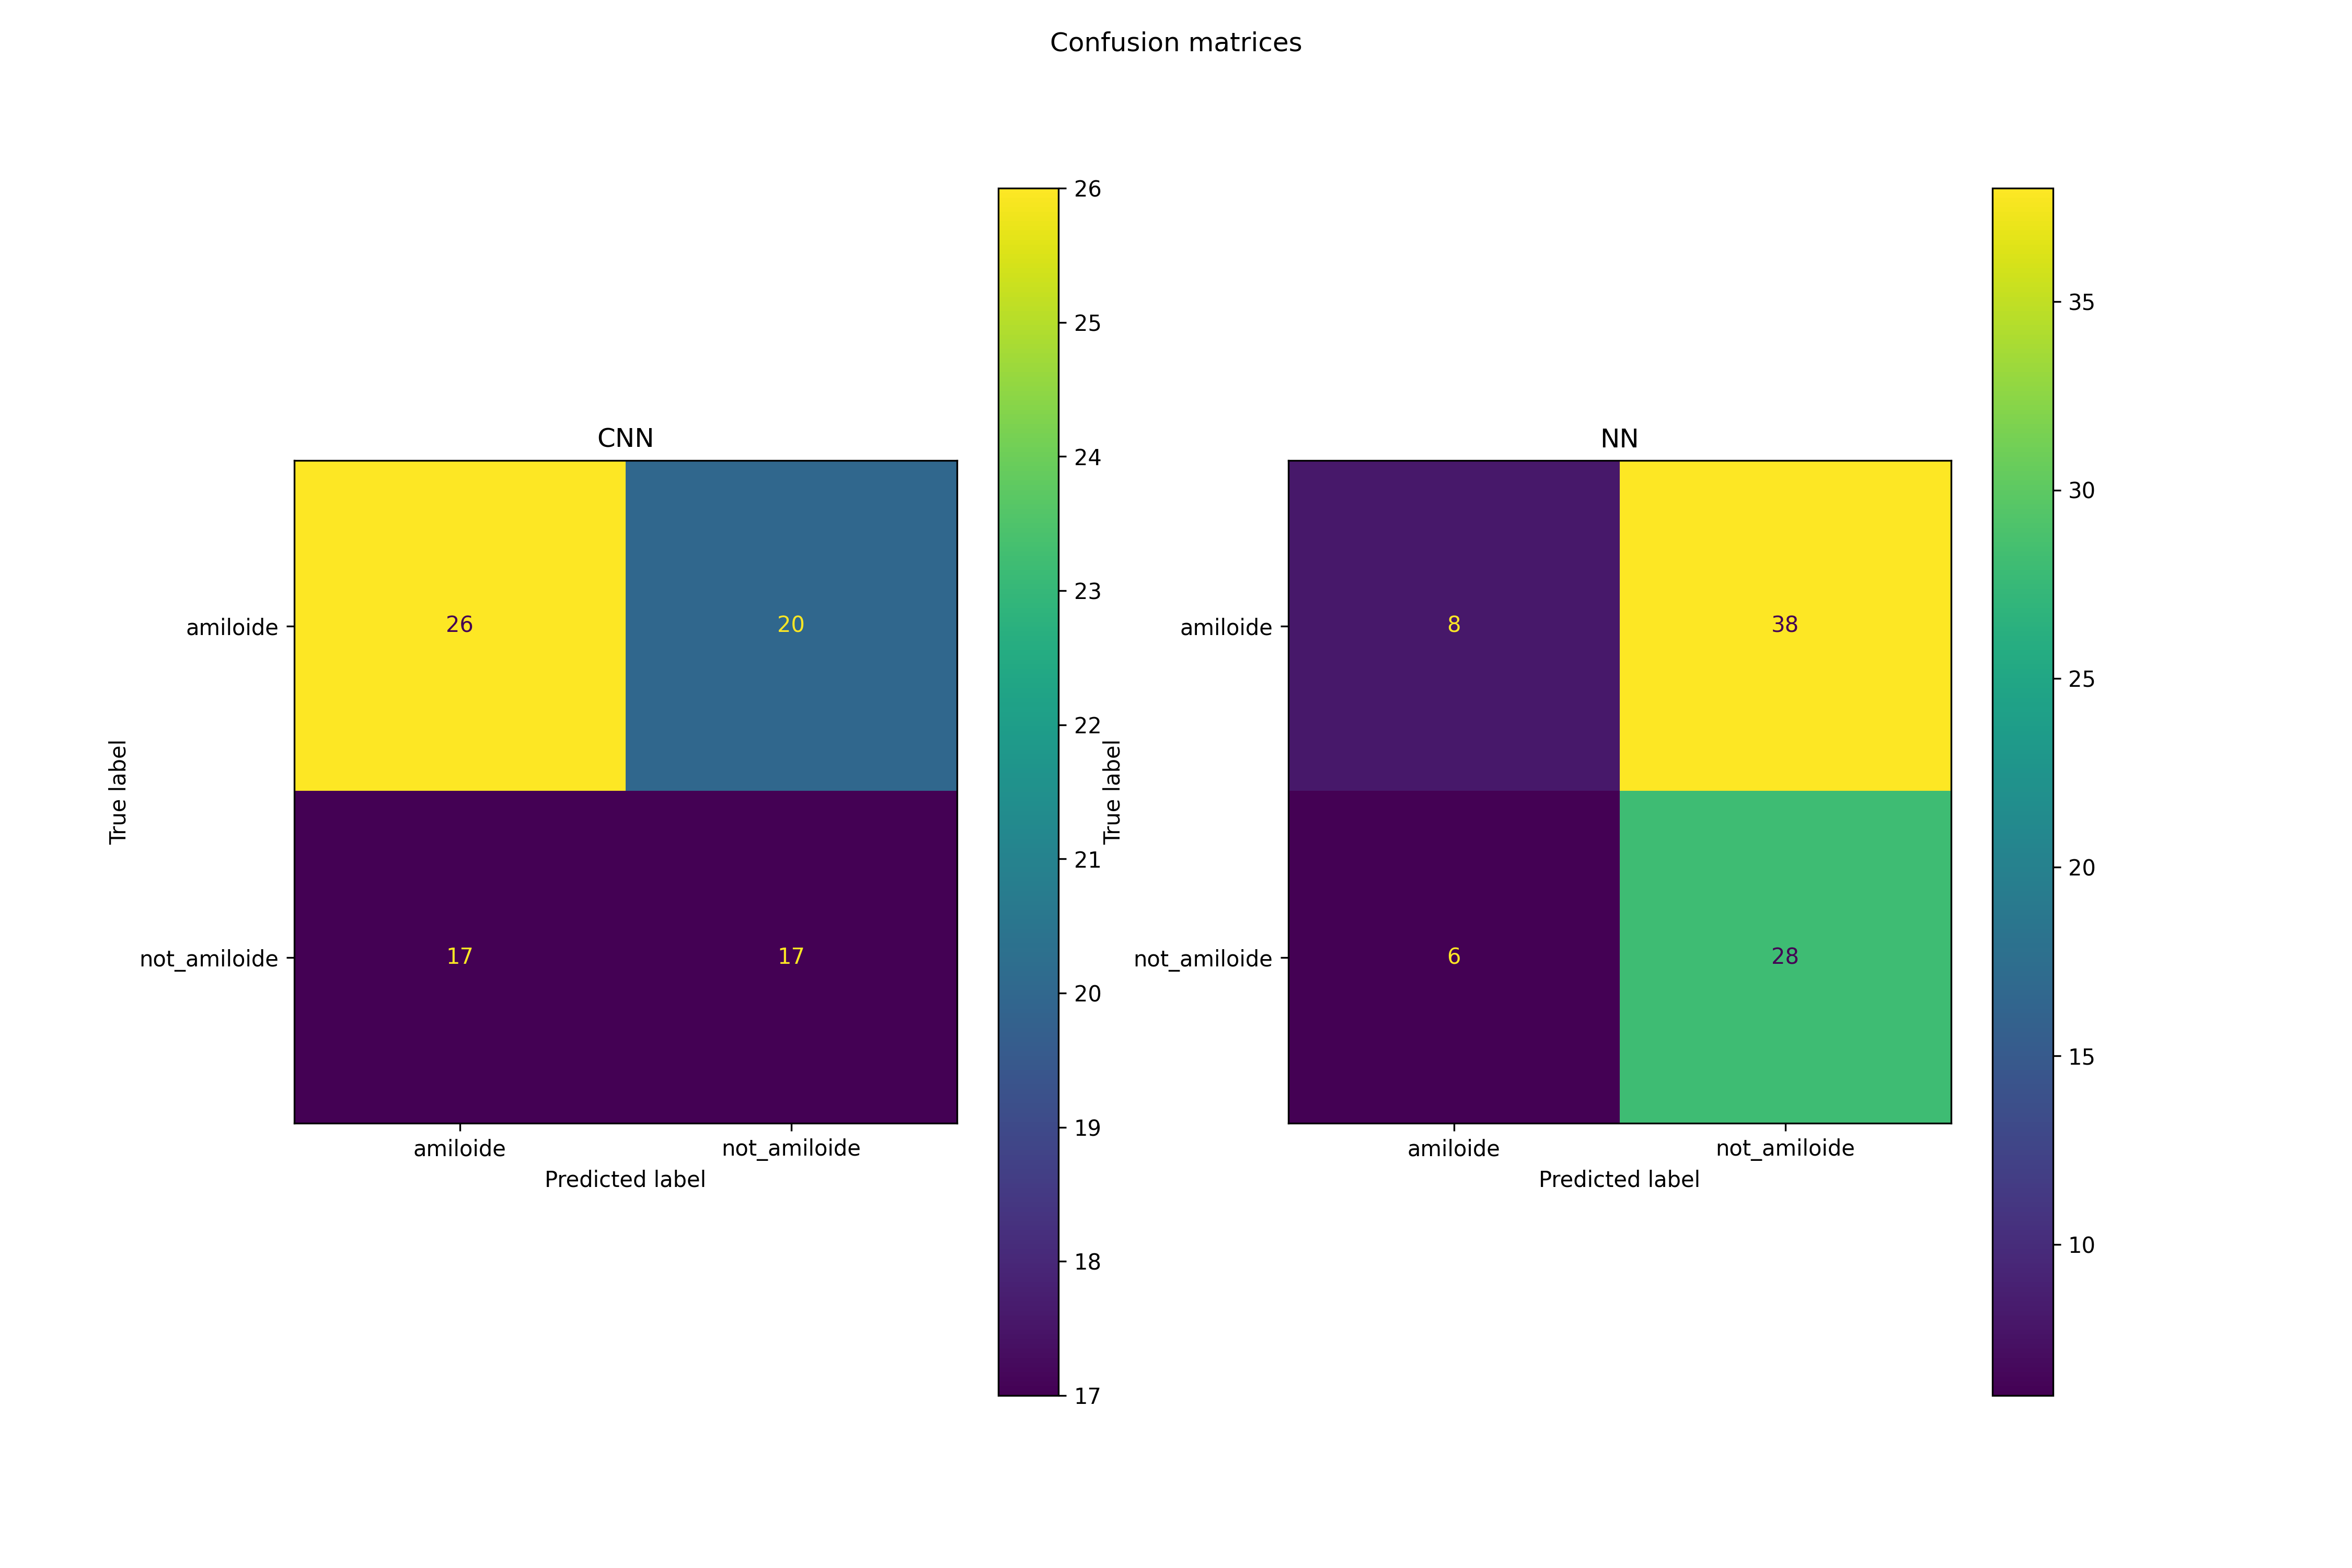 Confusion matrices
CNN
True label
amiloide
not_amiloide
26
20
17
17
amiloide
not_amiloide
Predicted label
26
25
24
23
22
21
20
19
18
17
NN
True label
amiloide
not_amiloide
8
38
6
28
amiloide
not_amiloide
Predicted label
35
30
25
20
15
10